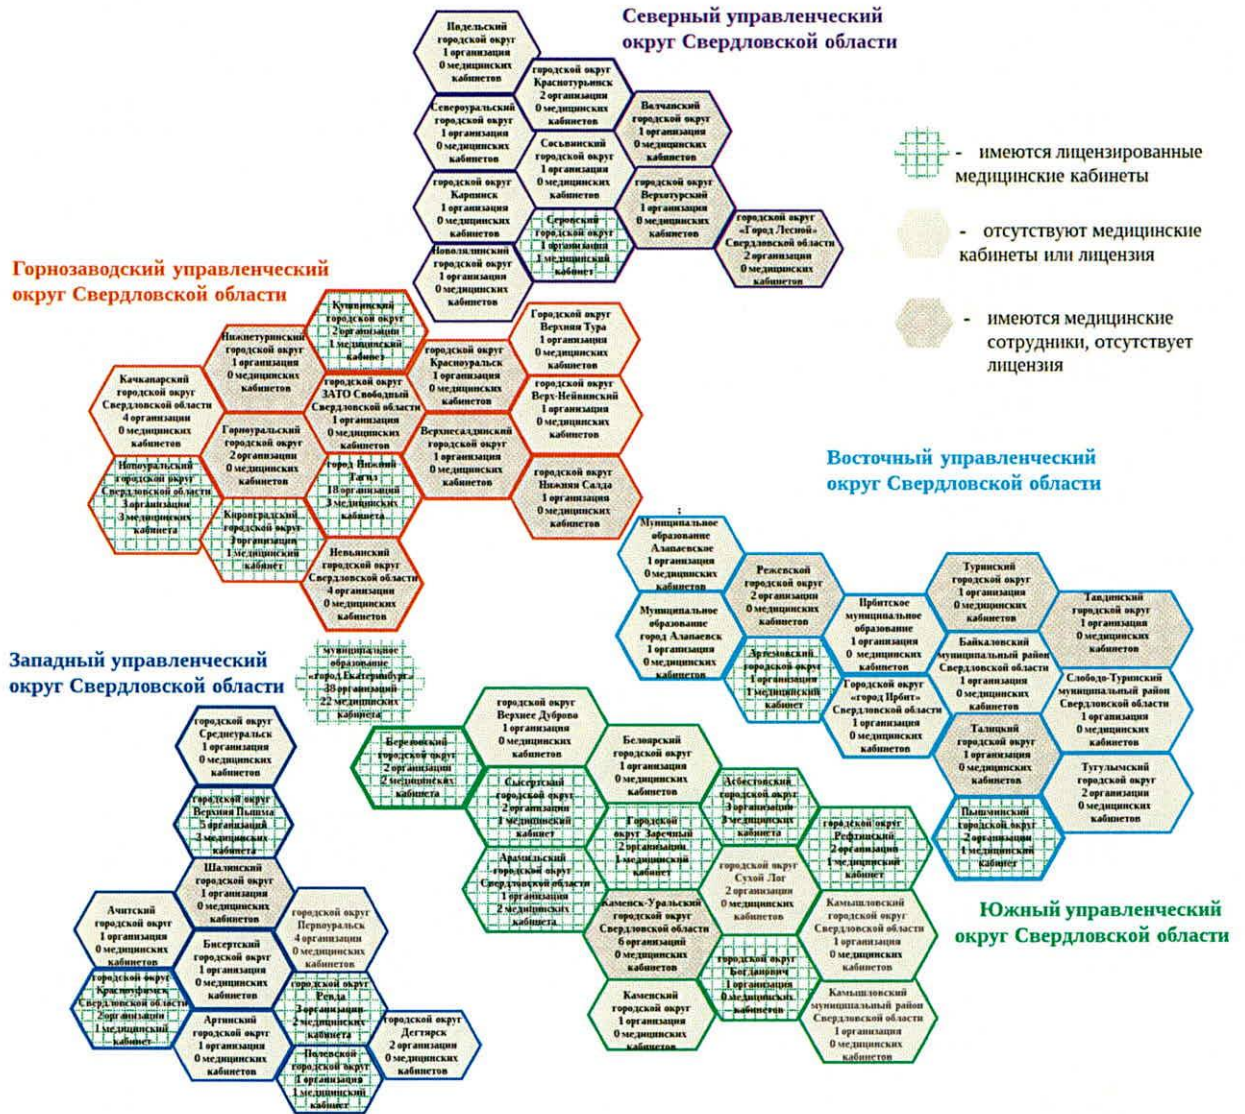 Северный управленческий
округ Свердловской области
Ивдельский
городской округ
1 организация
0 медицинских
кабинетов
городской округ
Краснотурьинск
2 организации
0 медицинских
кабинетов
Североуральский
городской округ
1 организация
0 медицинских
кабинетов
Волчанский
городской округ
1 организация
0 медицинских
кабинетов
Сосьвинский
городской округ
1 организация
0 медицинских
кабинетов
городской округ
Карпинск
1 организация
0 медицинских
кабинетов
городской округ
Верхотурский
1 организация
0 медицинских
кабинетов
Серовский
городской округ
1 организаций
1 медицинский
кабинет
городской округ
«Город Лесной»
Свердловской области
2 организации
0 медицинских
кабинетов
Новолялинский
городской округ
1 организация
0 медицинских
кабинетов
- имеются лицензированные
медицинские кабинеты
- отсутствуют медицинские
кабинеты или лицензия
- имеются медицинские
сотрудники, отсутствует
лицензия
Горнозаводский управленческий
округ Свердловской области
Кушвинский
городской округ
2 организации
1 медицинский
кабинет
Городской округ
Верхняя Тура
1 организация
0 медицинских
кабинетов
Нижнетуринский
городской округ
1 организация
0 медицинских
кабинетов
городской округ
Красноуральск
1 организация
0 медицинских
кабинетов
Качканарский
городской округ
Свердловской области
4 организации
0 медицинских
кабинетов
городской округ
ЗАТО Свободный
Свердловской области
1 организация
0 медицинских
кабинетов
городской округ
Верх-Нейвинский
1 организация
0 медицинских
кабинетов
Горноуральский
городской округ
2 организации
0 медицинских
кабинетов
Верхнесалдинский
городской округ
1 организация
0 медицинских
кабинетов
Новоуральский
городской округ
Свердловской области
3 организации
3 медицинских
кабинета
город Нижний
Тагил
18 организаций
3 медицинских
кабинета
городской округ
Нижняя Салда
1 организация
0 медицинских
кабинетов
Кировградский
городской округ
3 организации
1 медицинский
кабинет
Невьянский
городской округ
Свердловской области
4 организации
0 медицинских
кабинетов
Восточный управленческий
округ Свердловской области
;
Муниципальное
образование
Алапаевское
1 организация
0 медицинских
кабинетов
Режевской
городской округ
2 организации
0 медицинских
кабинетов
Туринский
городской округ
1 организация
0 медицинских
кабинетов
Тавдинский
городской округ
1 организация
0 медицинских
кабинетов
Муниципальное
образование
город Алапаевск
1 организация
0 медицинских
кабинетов
Ирбитское
муниципальное
образование
1 организация
0 медицинских
кабинетов
Артемовский
городской округ
1 организация
1 медицинский
кабинет
Байкаловский
муниципальный район
Свердловской области
1 организация
0 медицинских
кабинетов
Городской округ
«город Ирбит»
Свердловской области
1 организация
0 медицинских
кабинетов
Слободо-Туринский
муниципальный район
Свердловской области
1 организация
0 медицинских
кабинетов
Талицкий
городской округ
1 организация
0 медицинских
кабинетов
Тугулымский
городской округ
2 организации
0 медицинских
кабинетов
Пышминский
городской округ
2 организации
1 медицинский
кабинет
муниципальное
образование
«город Екатеринбург»
38 организаций
22 медицинских
кабинета
Западный управленческий
округ Свердловской области
городской округ
Среднеуральск
1 организация
0 медицинских
кабинетов
городской округ
Верхняя Пышма
5 организаций
3 медицинских
кабинета
Шалинский
городской округ
1 организация
0 медицинских
кабинетов
Ачитский
городской округ
1 организация
0 медицинских
кабинетов
городской округ
Первоуральск
4 организации
0 медицинских
кабинетов
Бисертский
городской округ
1 организация
0 медицинских
кабинетов
городской округ
Красноуфимск
Свердловской области
2 организации
1 медицинский
кабинет
городской округ
Ревда
3 организации
2 медицинских
кабинета
Артинский
городской округ
1 организация
0 медицинских
кабинетов
городской округ
Дегтярск
2 организации
0 медицинских
кабинетов
Полевской
городской округ
1 организация
1 медицинский
кабинет
Южный управленческий
округ Свердловской области
Березовский
городской округ
2 организации
2 медицинских
кабинета
городской округ
Верхнее Дуброво
1 организация
0 медицинских
кабинетов
Белоярский
городской округ
1 организация
0 медицинских
кабинетов
Сысертский
городской округ
2 организации
1 медицинский
кабинет
Асбестовский
городской округ
3 организации
3 медицинских
кабинета
Городской
округ Заречный
2 организации
1 медицинский
кабинет
городской округ
Рефтинский
2 организации
1 медицинский
кабинет
Арамильский
городской округ
Свердловской области
1 организация
2 медицинских
кабинета
городской округ
Сухой Лог
2 организации
0 медицинских
кабинетов
Каменск-Уральский
городской округ
Свердловской области
6 организаций
0 медицинских
кабинетов
Камышловский
городской округ
Свердловской области
1 организация
0 медицинских
кабинетов
городской округ
Богданович
1 организация
0 медицинских
кабинетов
Каменский
городской округ
1 организация
0 медицинских
кабинетов
Камышловский
муниципальный район
Свердловской области
1 организация
0 медицинских
кабинетов